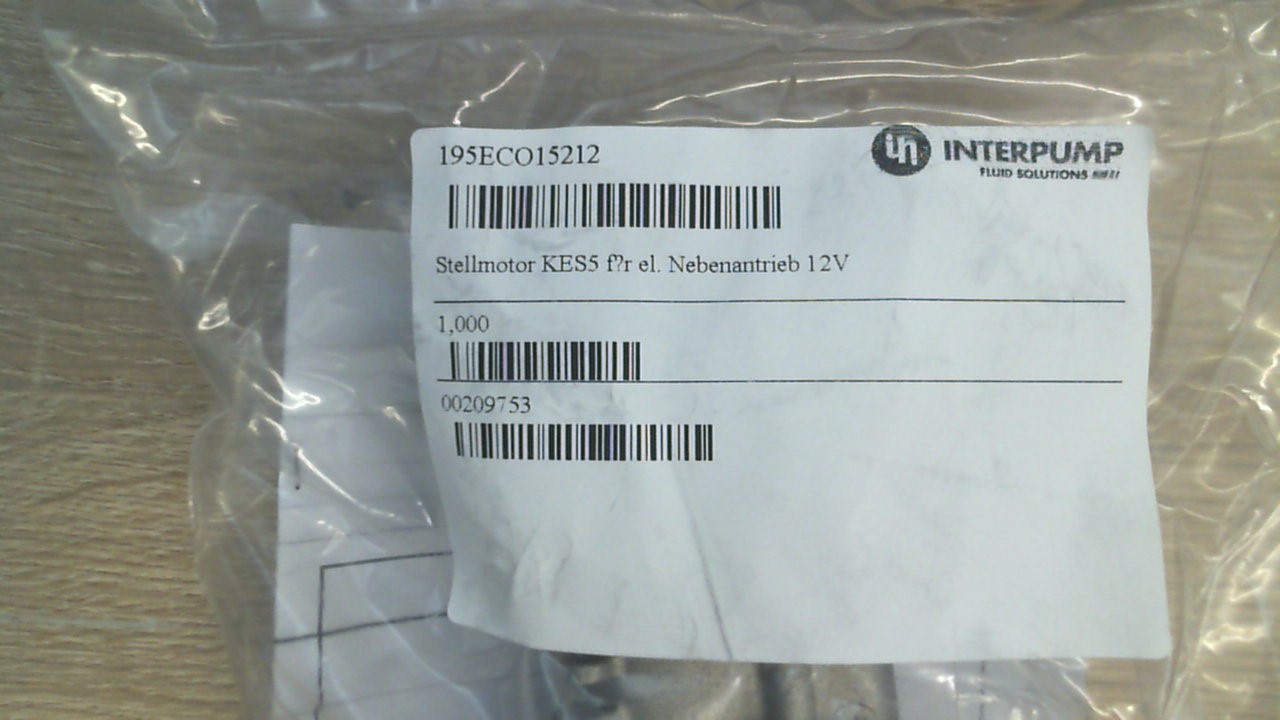 195ECO15212
INTERPUMP
FLUID SOLUTIONS
Stellmotor KES5 f?r el. Nebenantrieb 12V
1,000
00209753